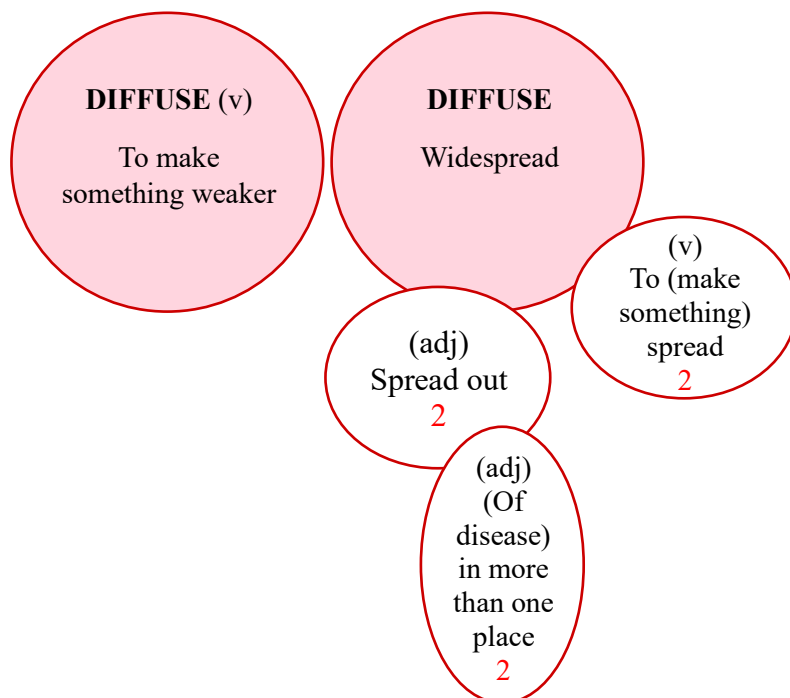 DIFFUSE (v)
To make
something weaker
DIFFUSE
Widespread
(v)
To (make
something)
spread
2
(adj)
Spread out
2
(adj)
(Of
disease)
in more
than one
place
2